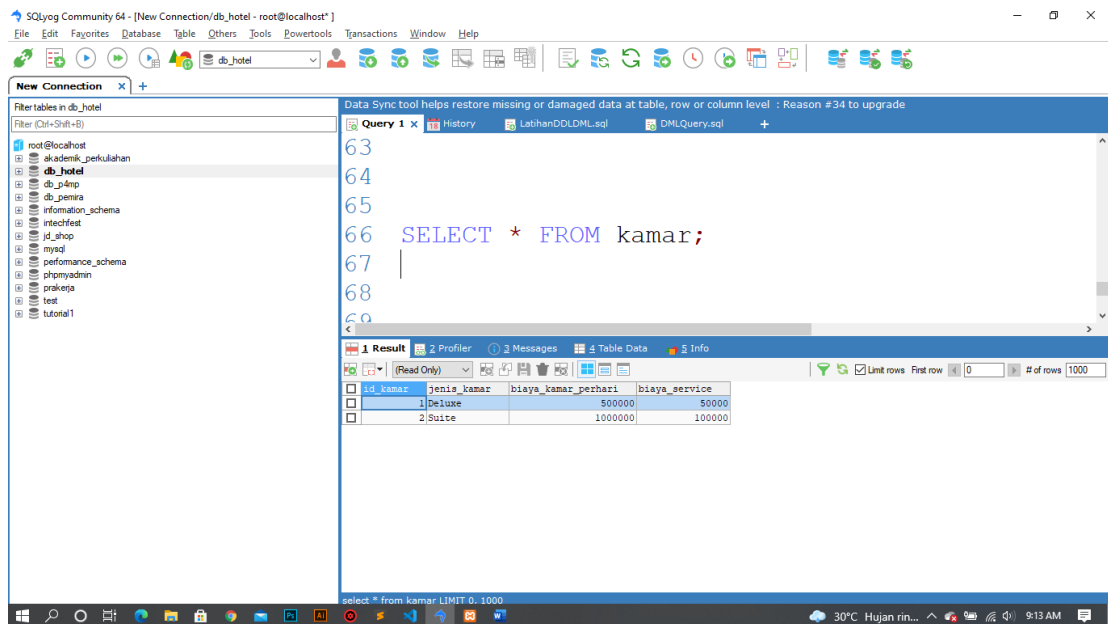 SQLyog Community 64 - [New Connection/db_hotel - root@localhost* ]
File Edit Favorites Database Table Others Tools Powertools Transactions Window Help
db_hotel
New Connection × +
Filter tables in db_hotel
Filter (Ctrl+Shift+B)
root@localhost
akademik_perkuliahan
db_hotel
db_p4mp
db_pemira
information_schema
intechfest
jd_shop
mysql
performance_schema
phpmyadmin
prakerja
test
tutorial1
Data Sync tool helps restore missing or damaged data at table, row or column level : Reason #34 to upgrade
Query 1 × History LatihanDDLDML.sql DMLQuery.sql +
63
64
65
66 SELECT * FROM kamar;
67
68
69
1 Result 2 Profiler 3 Messages 4 Table Data 5 Info
(Read Only) Limit rows First row 0 # of rows 1000
id_kamar jenis_kamar biaya_kamar_perhari biaya_service
1 Deluxe 500000 50000
2 Suite 1000000 100000
select * from kamar LIMIT 0, 1000
Ps Ai 30°C Hujan rin... 9:13 AM